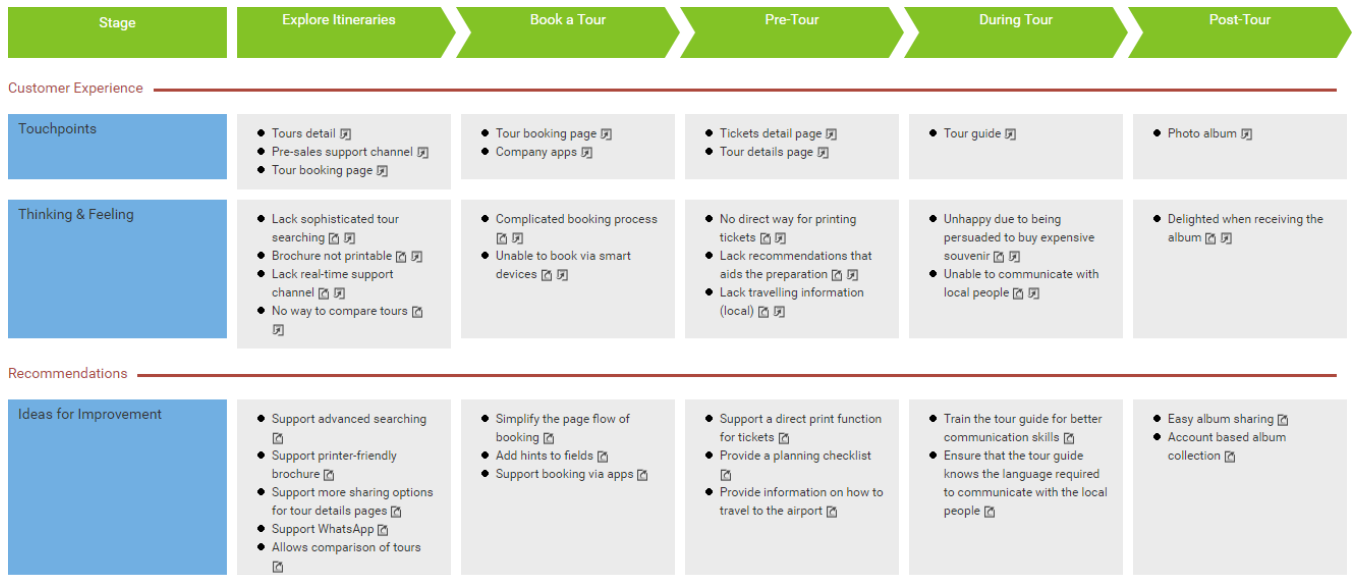 Stage
Explore Itineraries
Book a Tour
Pre-Tour
During Tour
Post-Tour
Customer Experience
Touchpoints
Tours detail
Pre-sales support channel
Tour booking page
Tour booking page
Company apps
Tickets detail page
Tour details page
Tour guide
Photo album
Thinking & Feeling
Lack sophisticated tour
searching
Brochure not printable
Lack real-time support
channel
No way to compare tours
Complicated booking process
Unable to book via smart
devices
No direct way for printing
tickets
Lack recommendations that
aids the preparation
Lack travelling information
(local)
Unhappy due to being
persuaded to buy expensive
souvenir
Unable to communicate with
local people
Delighted when receiving the
album
Recommendations
Ideas for Improvement
Support advanced searching
Support printer-friendly
brochure
Support more sharing options
for tour details pages
Support WhatsApp
Allows comparison of tours
Simplify the page flow of
booking
Add hints to fields
Support booking via apps
Support a direct print function
for tickets
Provide a planning checklist
Provide information on how to
travel to the airport
Train the tour guide for better
communication skills
Ensure that the tour guide
knows the language required
to communicate with the local
people
Easy album sharing
Account based album
collection